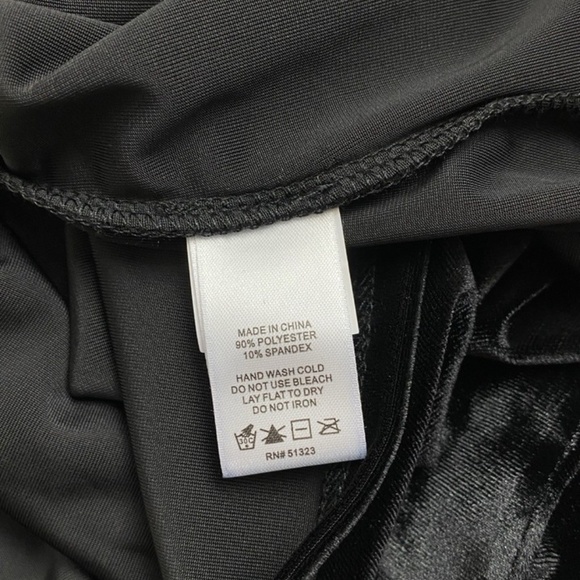 MADE IN CHINA
90% POLYESTER
10% SPANDEX
HAND WASH COLD
DO NOT USE BLEACH
LAY FLAT TO DRY
DO NOT IRON
30C
RN# 51323